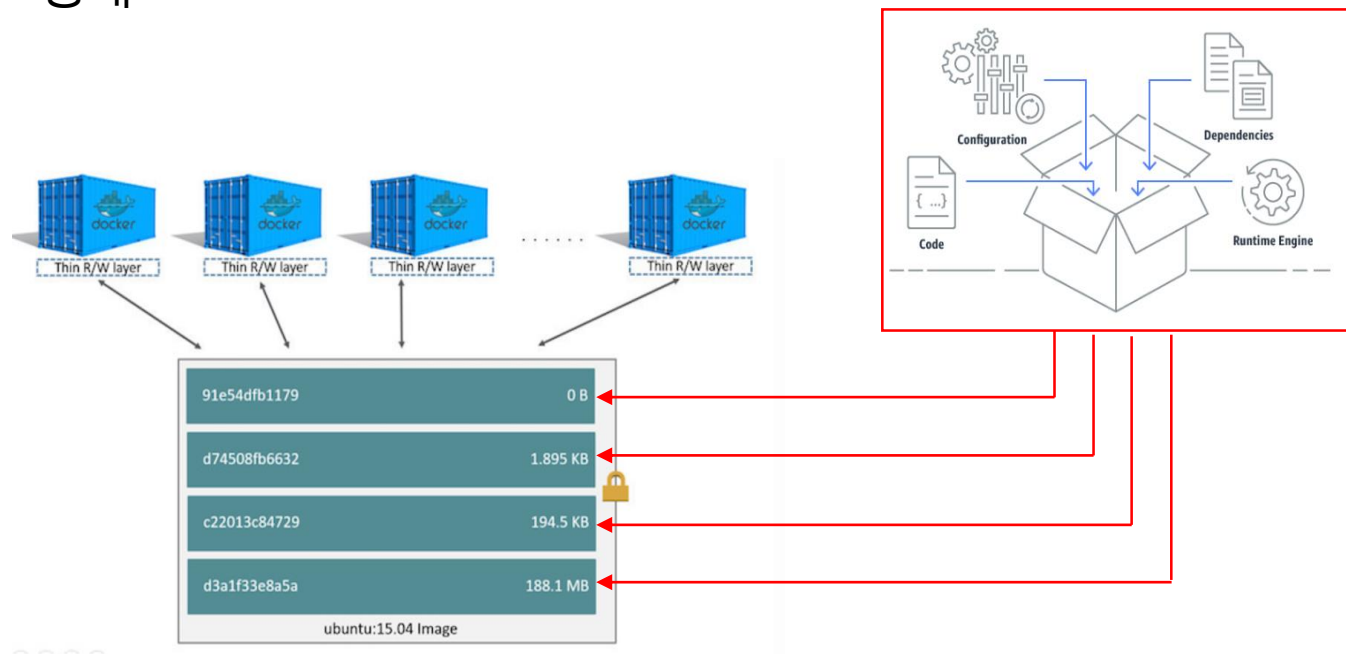 Configuration
Dependencies
{ ...}
Code
Runtime Engine
docker
docker
docker
. . . . . .
docker
Thin R/W layer
Thin R/W layer
Thin R/W layer
Thin R/W layer
91e54dfb1179 0 B
d74508fb6632 1.895 KB
c22013c84729 194.5 KB
d3a1f33e8a5a 188.1 MB
ubuntu:15.04 Image